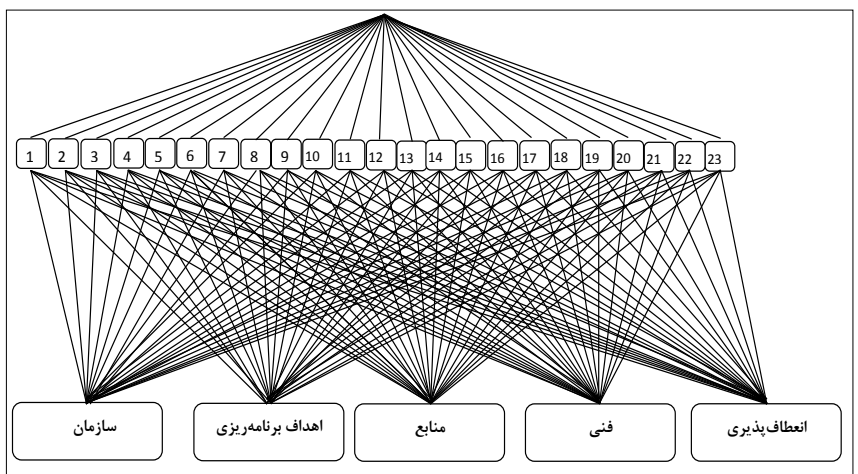 1 2 3 4 5 6 7 8 9 10 11 12 13 14 15 16 17 18 19 20 21 22 23
سازمان
اهداف برنامه‌ریزی
منابع
فنی
انعطاف‌پذیری